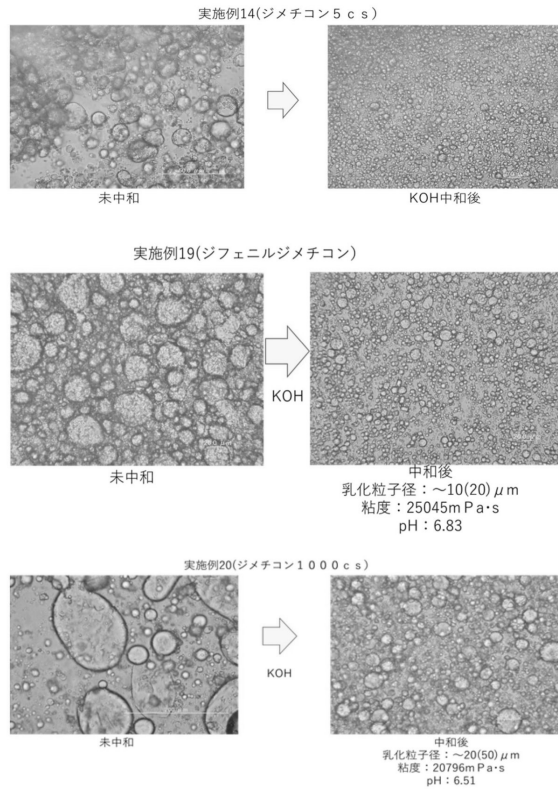 実施例14(ジメチコン5cs)
未中和
KOH中和後
実施例19(ジフェニルジメチコン)
KOH
未中和
中和後
乳化粒子径:~10(20)μm
粘度:25045mPa・s
pH:6.83
実施例20(ジメチコン1000cs)
KOH
未中和
中和後
乳化粒子径:~20(50)μm
粘度:20796mPa・s
pH:6.51